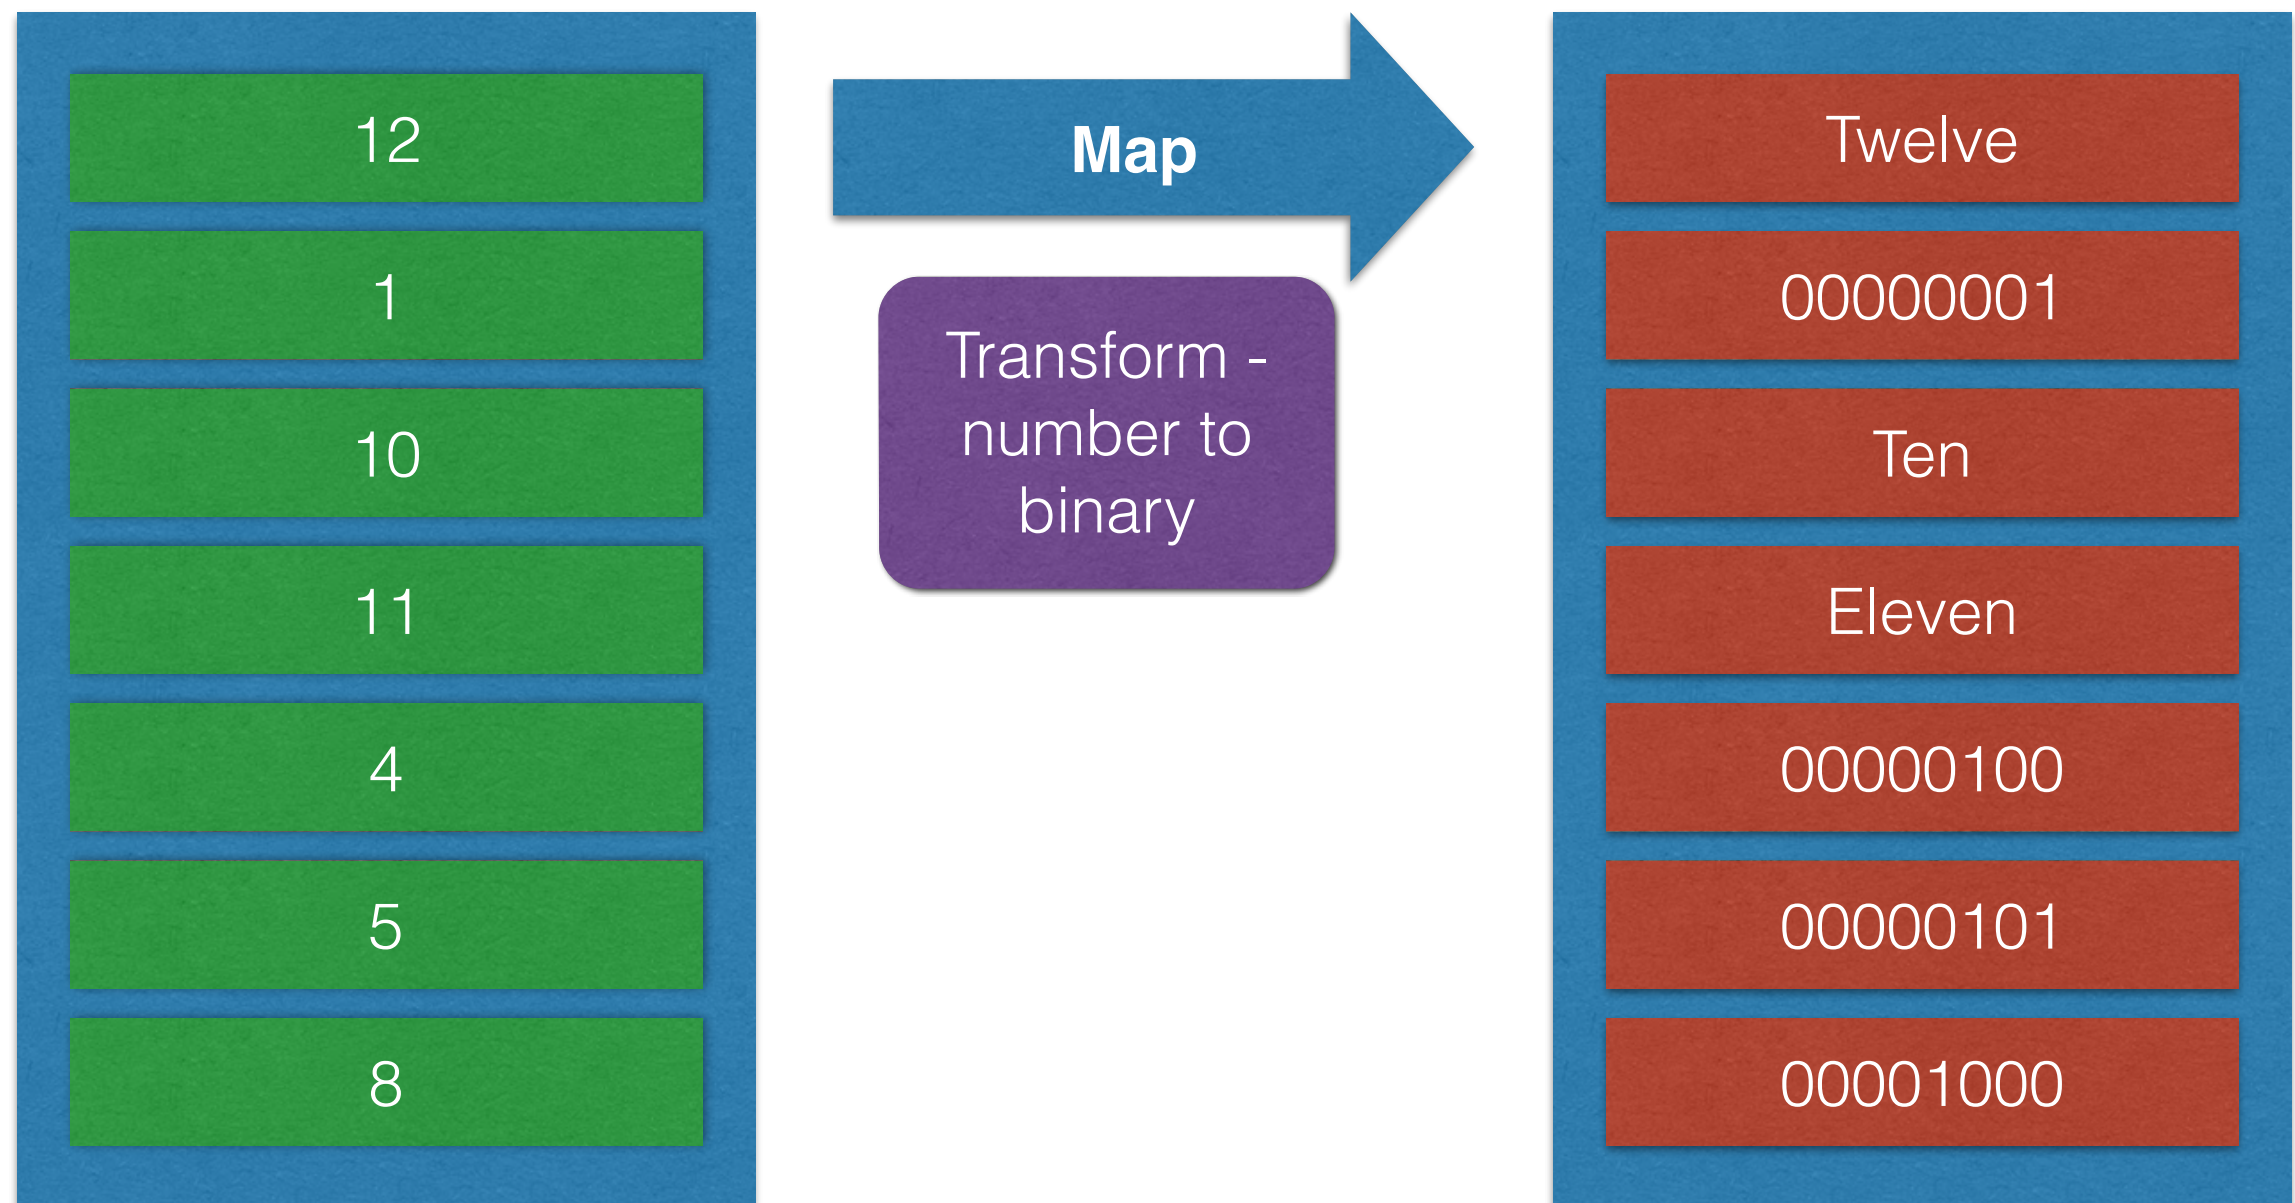 12
1
10
11
4
5
8
Map
Transform -
number to
binary
Twelve
00000001
Ten
Eleven
00000100
00000101
00001000